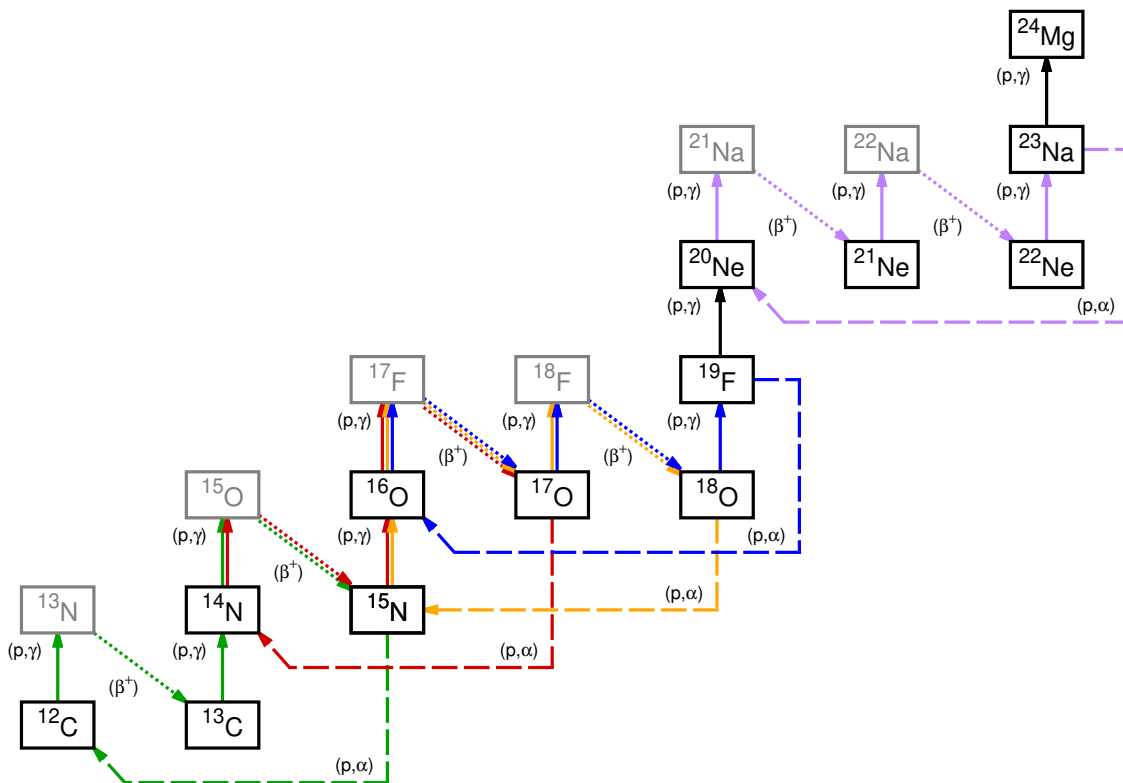 ²⁴Mg
(p,γ)
²¹Na
²²Na
²³Na
(p,γ)
(p,γ)
(p,γ)
(β⁺)
(β⁺)
²⁰Ne
²¹Ne
²²Ne
(p,γ)
(p,α)
¹⁷F
¹⁸F
¹⁹F
(p,γ)
(p,γ)
(p,γ)
(β⁺)
(β⁺)
¹⁵O
¹⁶O
¹⁷O
¹⁸O
(p,γ)
(p,γ)
(p,α)
(β⁺)
¹³N
¹⁴N
¹⁵N
(p,α)
(p,γ)
(p,γ)
(p,α)
(β⁺)
¹²C
¹³C
(p,α)